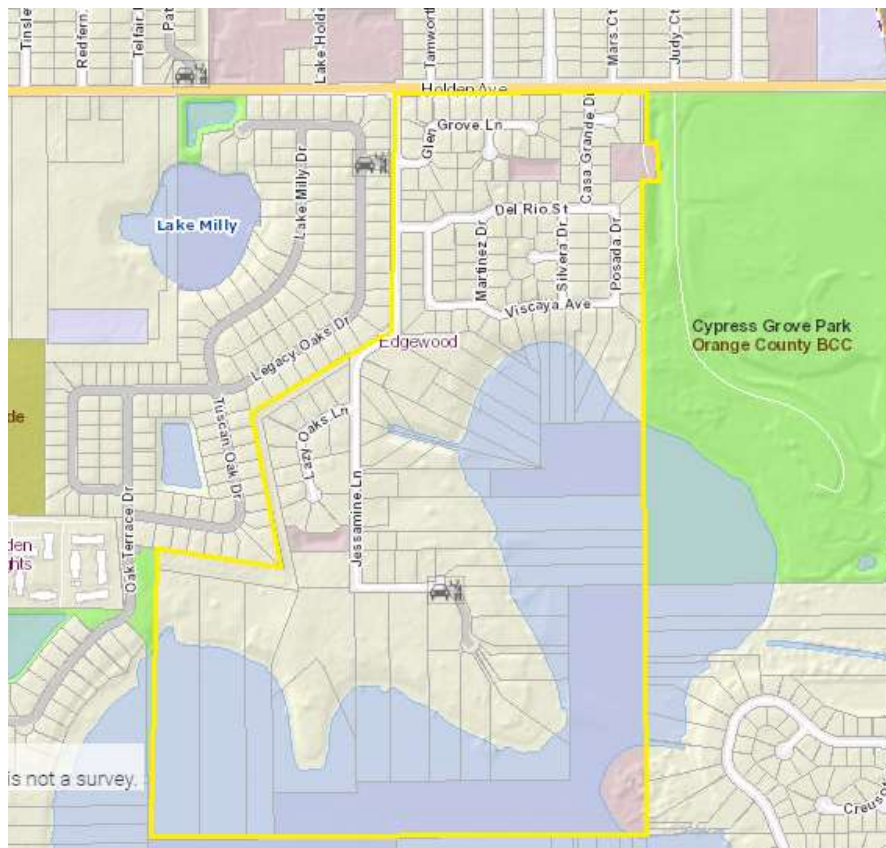 Tinsle
Redfern
Telfair
Pat
Lake Holde
Tamworth
Mars Ct
Judy Ct
Holden Ave
Grove Ln
Glen
Casa Grande Dr
Lake Milly Dr
Lake Milly
Del Rio St
Martinez Dr
Silvera Dr
Posada Dr
Viscaya Ave
Cypress Grove Park
Orange County BCC
Edgewood
Legacy Oaks Dr
Tuscan Oak Dr
Lazy Oaks Ln
Jessamine Ln
de
Oak Terrace Dr
den
ghts
is not a survey.
Creuso